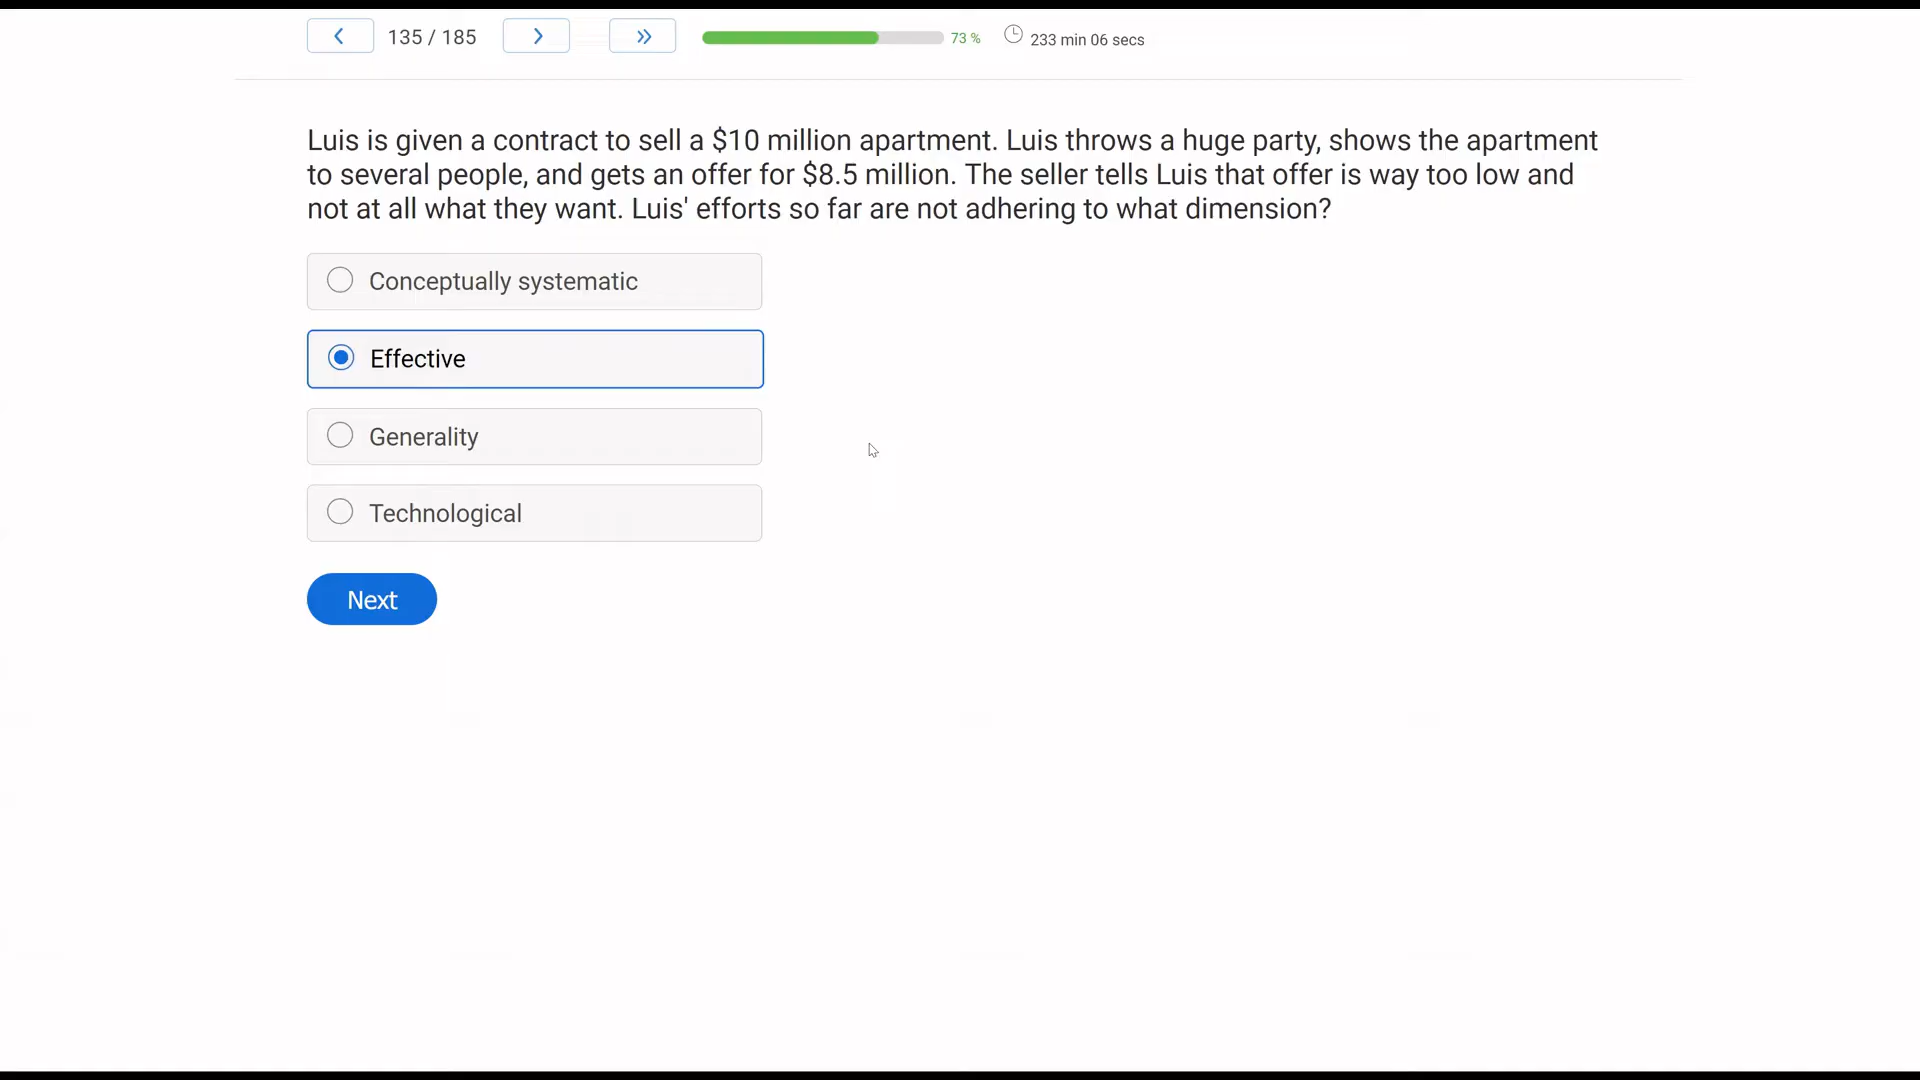 135 / 185
73 %
233 min 06 secs
Luis is given a contract to sell a $10 million apartment. Luis throws a huge party, shows the apartment
to several people, and gets an offer for $8.5 million. The seller tells Luis that offer is way too low and
not at all what they want. Luis' efforts so far are not adhering to what dimension?
Conceptually systematic
Effective
Generality
Technological
Next